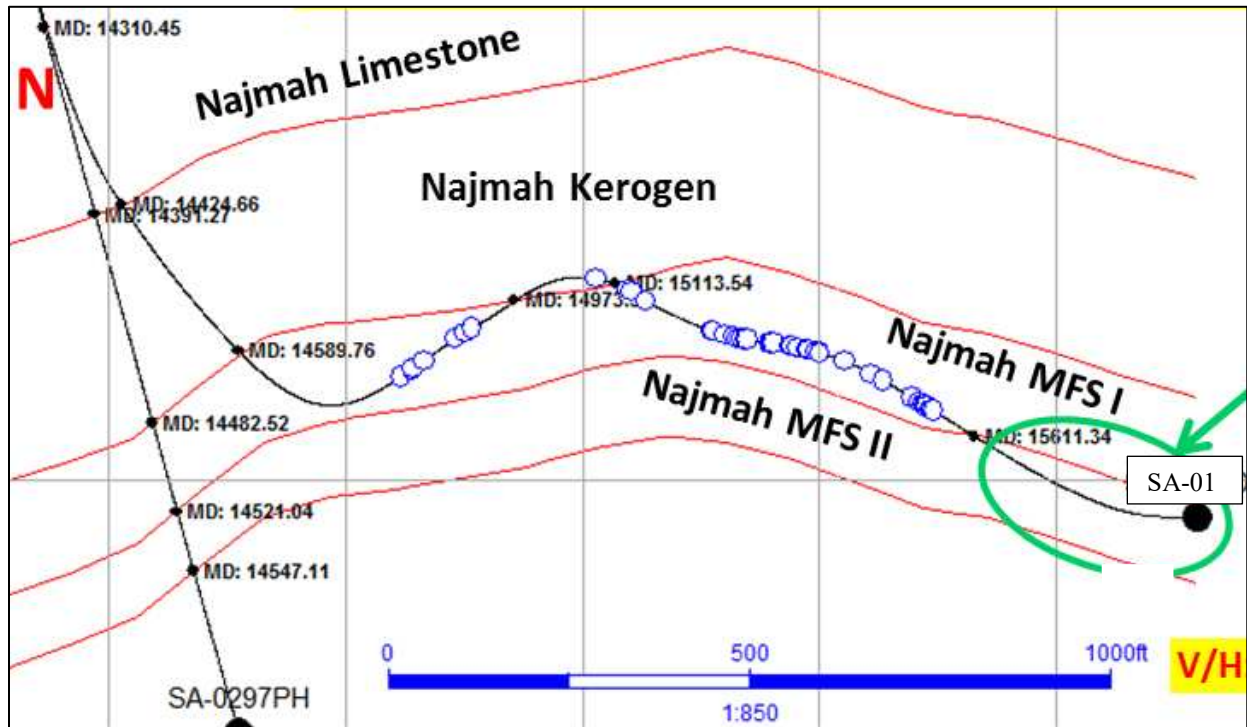 MD: 14310.45
N
Najmah Limestone
Najmah Kerogen
MD: 14424.66
MD: 14391.27
MD: 15113.54
MD: 14973.
MD: 14589.76
Najmah MFS I
Najmah MFS II
MD: 14482.52
MD: 15611.34
SA-01
MD: 14521.04
MD: 14547.11
0 500 1000ft
V/H
SA-0297PH
1:850